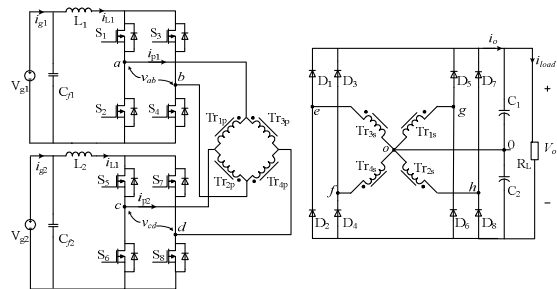 i_g1
L_1
i_L1
S_1
S_3
i_p1
a
v_ab
b
V_g1
C_f1
S_2
S_4
Tr_1p
Tr_3p
i_g2
L_2
i_L1
S_5
S_7
i_p2
Tr_2p
Tr_4p
c
v_cd
d
V_g2
C_f2
S_6
S_8
i_o
i_load
D_1
D_3
D_5
D_7
+
C_1
e
g
Tr_3s
Tr_1s
o
0
R_L
V_o
Tr_4s
Tr_2s
f
h
C_2
D_2
D_4
D_6
D_8
−